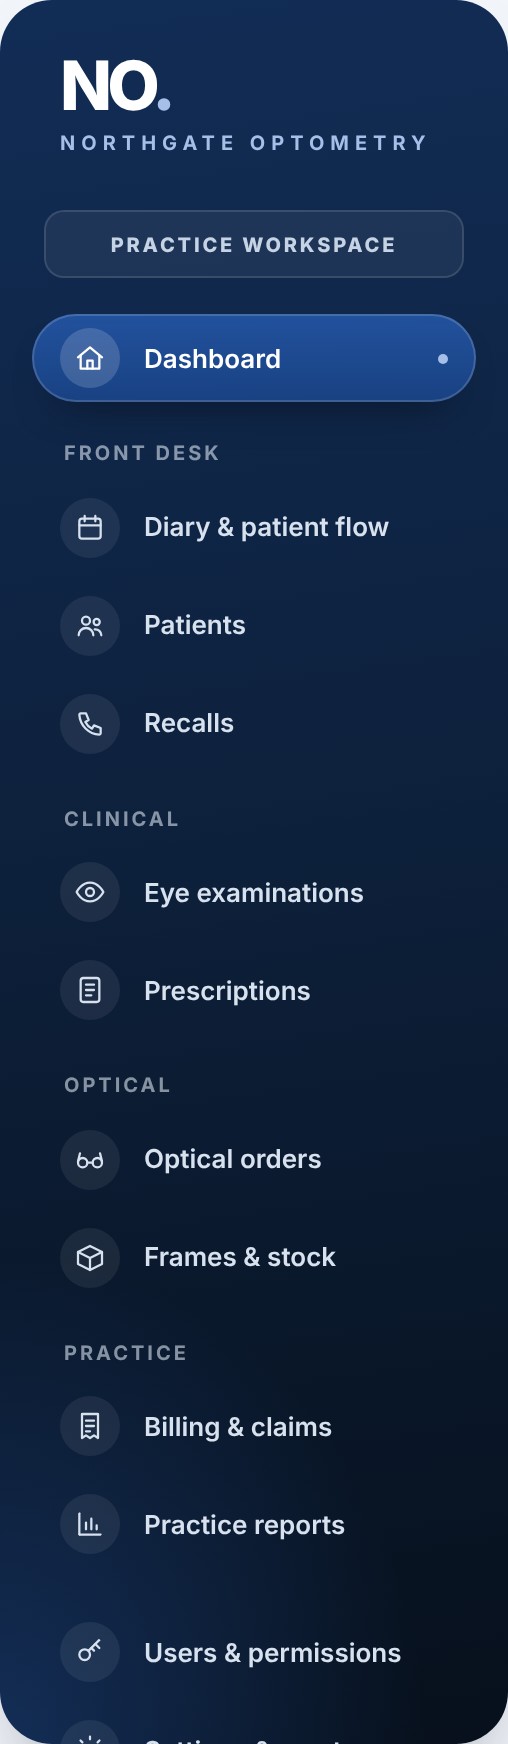 NO.
NORTHGATE OPTOMETRY
PRACTICE WORKSPACE
Dashboard
FRONT DESK
Diary & patient flow
Patients
Recalls
CLINICAL
Eye examinations
Prescriptions
OPTICAL
Optical orders
Frames & stock
PRACTICE
Billing & claims
Practice reports
Users & permissions